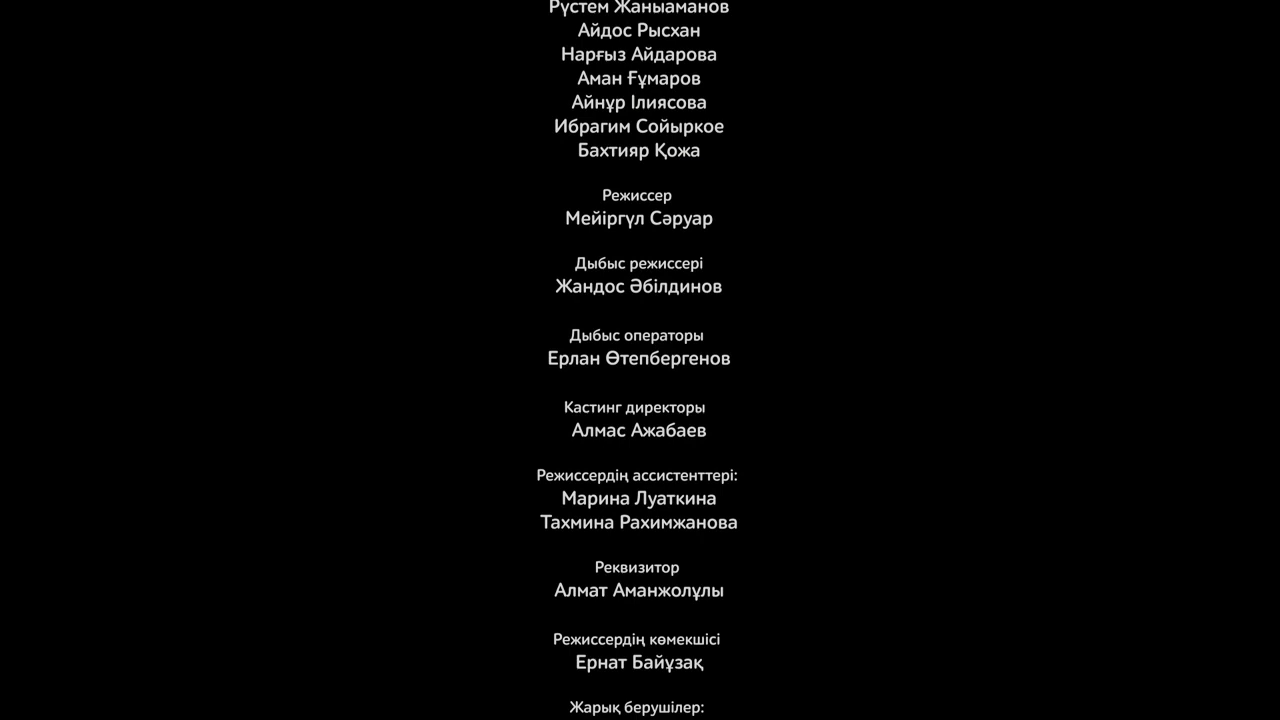 Рүстем Жаныаманов
Айдос Рысхан
Нарғыз Айдарова
Аман Ғұмаров
Айнұр Ілиясова
Ибрагим Сойыркое
Бахтияр Қожа
Режиссер
Мейіргүл Сәруар
Дыбыс режиссері
Жандос Әбілдинов
Дыбыс операторы
Ерлан Өтепбергенов
Кастинг директоры
Алмас Ажабаев
Режиссердің ассистенттері:
Марина Луаткина
Тахмина Рахимжанова
Реквизитор
Алмат Аманжолұлы
Режиссердің көмекшісі
Ернат Байұзақ
Жарық берушілер: